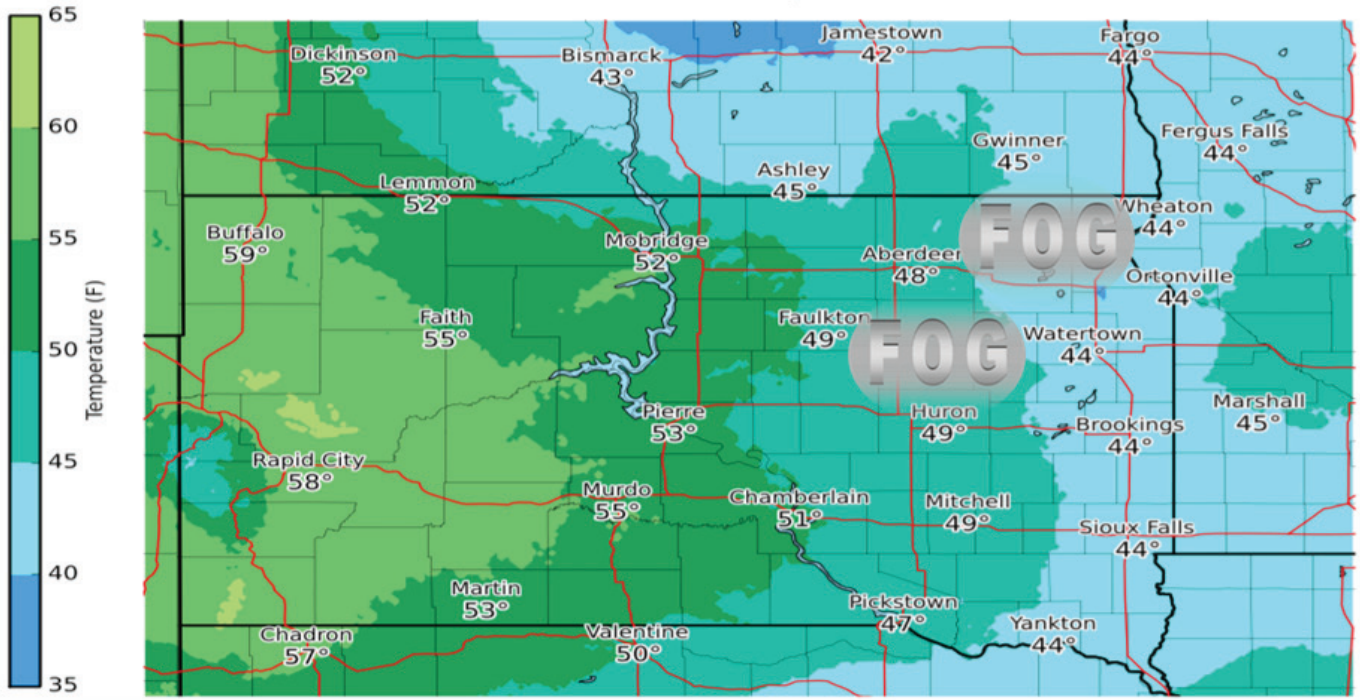 65
60
55
50
45
40
35
Temperature (F)
Dickinson
52°
Bismarck
43°
Jamestown
42°
Fargo
44°
Gwinner
45°
Fergus Falls
44°
Ashley
45°
Lemmon
52°
Wheaton
44°
Buffalo
59°
Mobridge
52°
Aberdeen
48°
FOG
Ortonville
44°
Faith
55°
Faulkton
49°
FOG
Watertown
44°
Pierre
53°
Huron
49°
Brookings
44°
Marshall
45°
Rapid City
58°
Murdo
55°
Chamberlain
51°
Mitchell
49°
Sioux Falls
44°
Martin
53°
Pickstown
47°
Yankton
44°
Chadron
57°
Valentine
50°